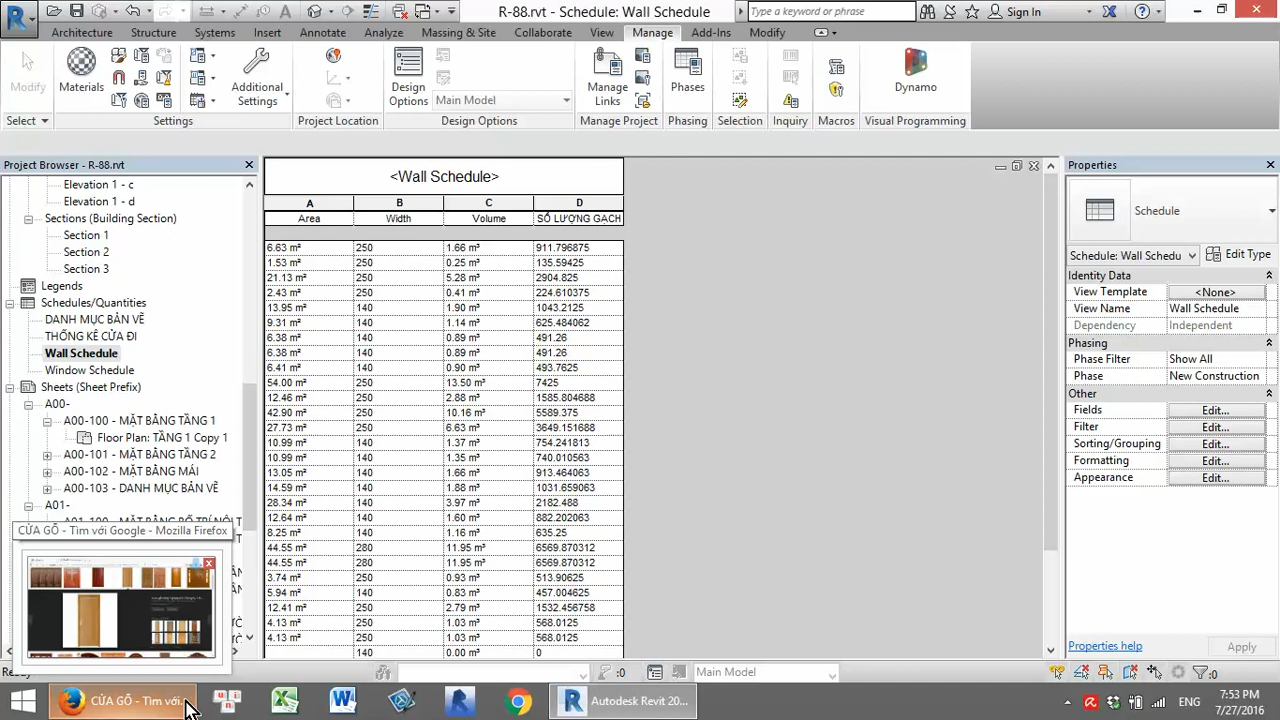 R-88.rvt - Schedule: Wall Schedule
Type a keyword or phrase
Sign In
Architecture Structure Systems Insert Annotate Analyze Massing & Site Collaborate View Manage Add-Ins Modify
Modify
Materials
Additional Settings
Design Options
Main Model
Manage Links
Phases
Dynamo
Select
Settings
Project Location
Design Options
Manage Project
Phasing
Selection
Inquiry
Macros
Visual Programming
Project Browser - R-88.rvt
Elevation 1 - c
Elevation 1 - d
Sections (Building Section)
Section 1
Section 2
Section 3
Legends
Schedules/Quantities
DANH MỤC BẢN VẼ
THỐNG KÊ CỬA ĐI
Wall Schedule
Window Schedule
Sheets (Sheet Prefix)
A00-
A00-100 - MẶT BẰNG TẦNG 1
Floor Plan: TẦNG 1 Copy 1
A00-101 - MẶT BẰNG TẦNG 2
A00-102 - MẶT BẰNG MÁI
A00-103 - DANH MỤC BẢN VẼ
A01-
CỬA GỖ - Tìm với Google - Mozilla Firefox
<Wall Schedule>
A B C D
Area Width Volume SỐ LƯỢNG GẠCH
6.63 m² 250 1.66 m³ 911.796875
1.53 m² 250 0.25 m³ 135.59425
21.13 m² 250 5.28 m³ 2904.825
2.43 m² 250 0.41 m³ 224.610375
13.95 m² 140 1.90 m³ 1043.2125
9.31 m² 140 1.14 m³ 625.484062
6.38 m² 140 0.89 m³ 491.26
6.38 m² 140 0.89 m³ 491.26
6.41 m² 140 0.90 m³ 493.7625
54.00 m² 250 13.50 m³ 7425
12.46 m² 250 2.88 m³ 1585.804688
42.90 m² 250 10.16 m³ 5589.375
27.73 m² 250 6.63 m³ 3649.151688
10.99 m² 140 1.37 m³ 754.241813
10.99 m² 140 1.35 m³ 740.010563
13.05 m² 140 1.66 m³ 913.464063
14.59 m² 140 1.88 m³ 1031.659063
28.34 m² 140 3.97 m³ 2182.488
12.64 m² 140 1.60 m³ 882.202063
8.25 m² 140 1.16 m³ 635.25
44.55 m² 280 11.95 m³ 6569.870312
44.55 m² 280 11.95 m³ 6569.870312
3.74 m² 250 0.93 m³ 513.90625
5.94 m² 140 0.83 m³ 457.004625
12.41 m² 250 2.79 m³ 1532.456758
4.13 m² 250 1.03 m³ 568.0125
4.13 m² 250 1.03 m³ 568.0125
140 0.00 m³ 0
Properties
Schedule
Schedule: Wall Schedu Edit Type
Identity Data
View Template <None>
View Name Wall Schedule
Dependency Independent
Phasing
Phase Filter Show All
Phase New Construction
Other
Fields Edit...
Filter Edit...
Sorting/Grouping Edit...
Formatting Edit...
Appearance Edit...
Properties help Apply
:0 Main Model :0
CỬA GỖ - Tìm với...
Autodesk Revit 20...
ENG
7:53 PM
7/27/2016